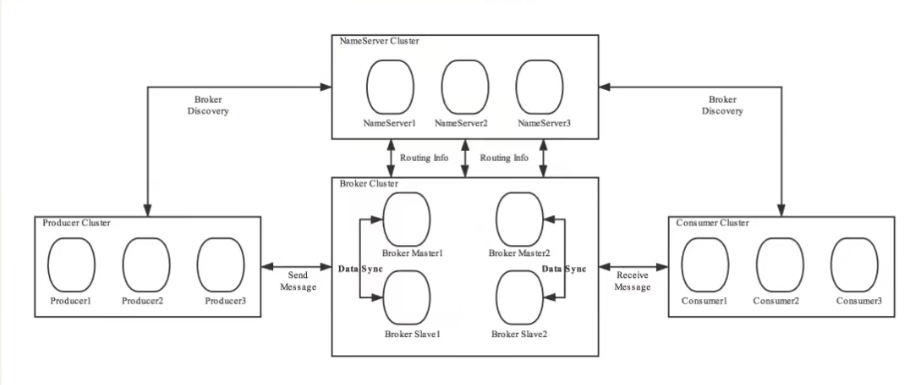 NameServer Cluster
NameServer1
NameServer2
NameServer3
Broker
Discovery
Broker
Discovery
Routing Info
Routing Info
Broker Cluster
Producer Cluster
Consumer Cluster
Broker Master1
Broker Master2
Data Sync
Data Sync
Send
Message
Receive
Message
Producer1
Producer2
Producer3
Consumer1
Consumer2
Consumer3
Broker Slave1
Broker Slave2